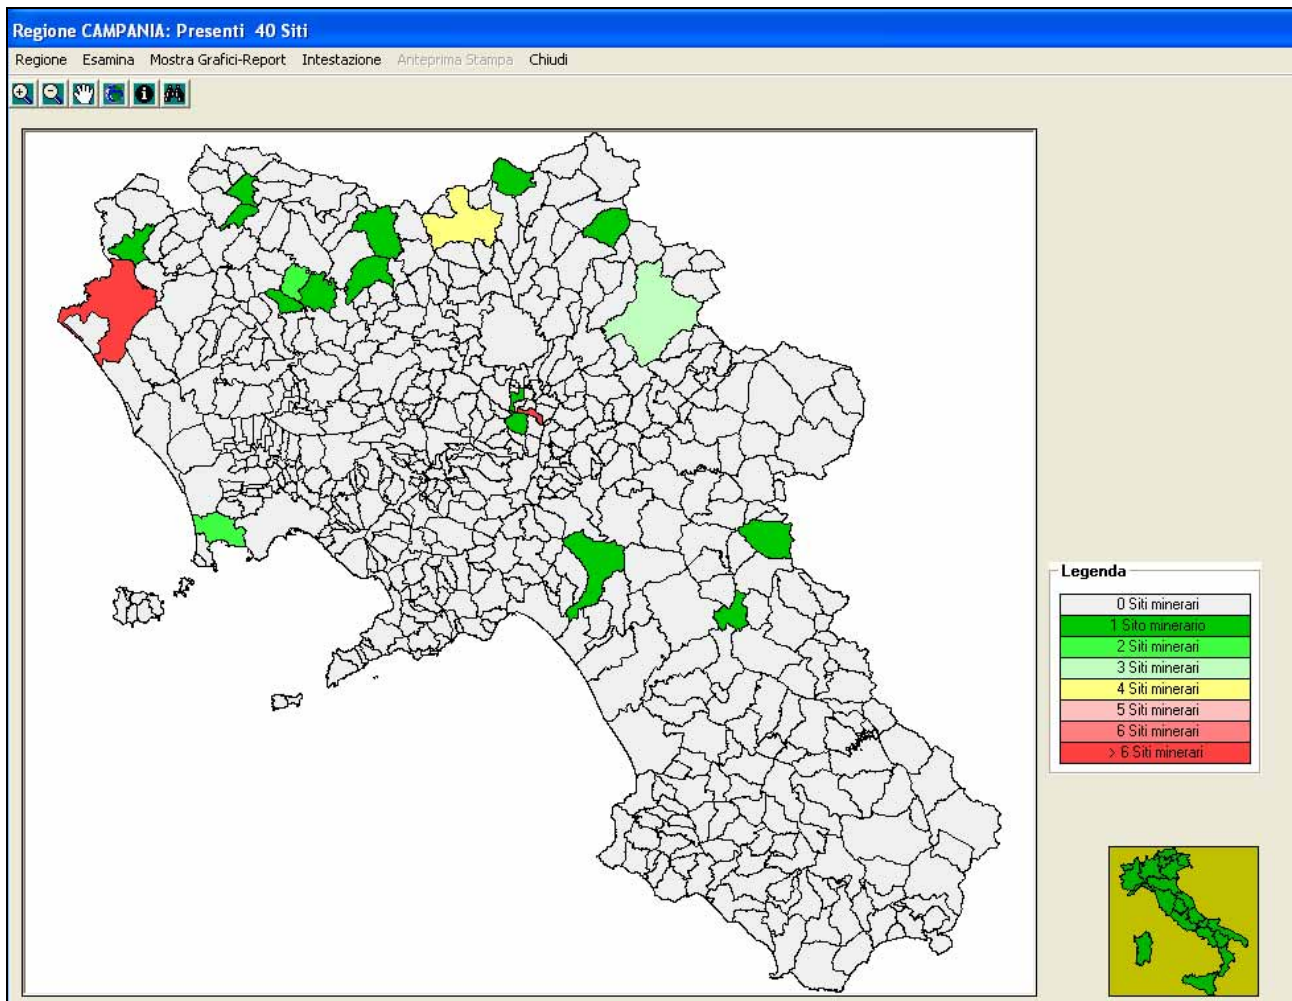 Regione CAMPANIA: Presenti 40 Siti
Regione Esamina Mostra Grafici-Report Intestazione Anteprima Stampa Chiudi
Legenda
0 Siti minerari
1 Sito minerario
2 Siti minerari
3 Siti minerari
4 Siti minerari
5 Siti minerari
6 Siti minerari
> 6 Siti minerari